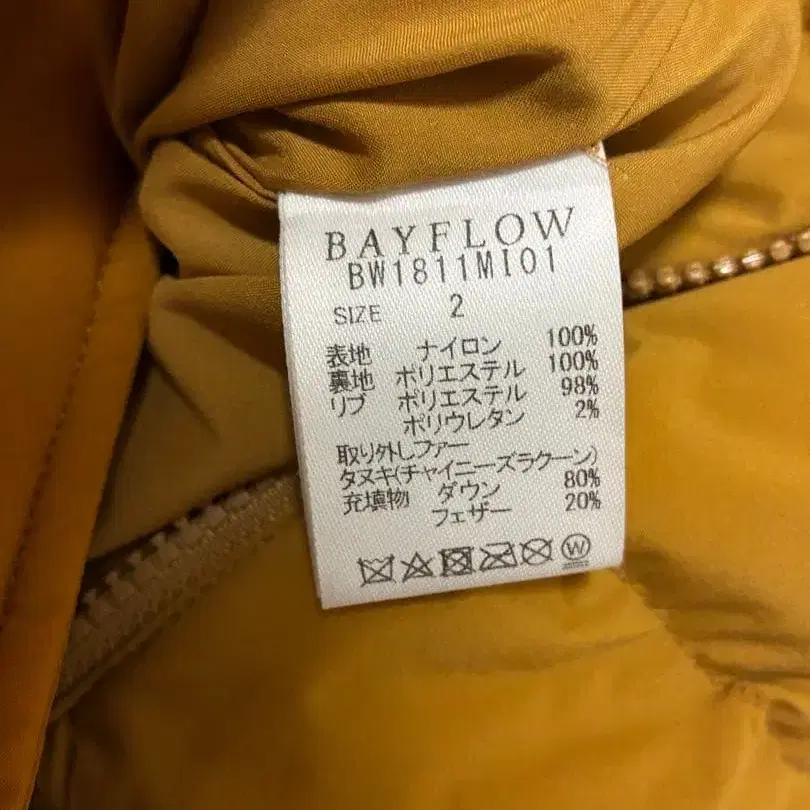 BAYFLOW
BW1811MI01
SIZE 2
表地 ナイロン 100%
裏地 ポリエステル 100%
リブ ポリエステル 98%
ポリウレタン 2%
取り外しファー
タヌキ(チャイニーズラクーン)
充填物 ダウン 80%
フェザー 20%
W